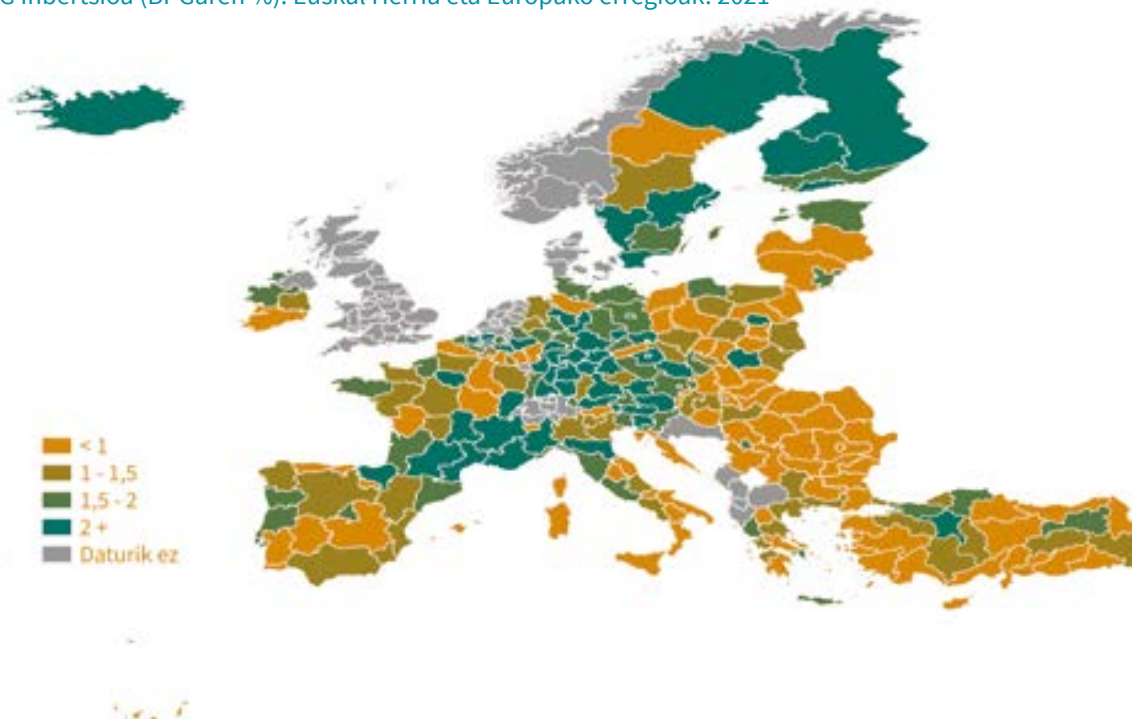 G inbertsioa (BPGaren %). Euskal Herria eta Europako erregioak. 2021
< 1
1 - 1,5
1,5 - 2
2 +
Daturik ez